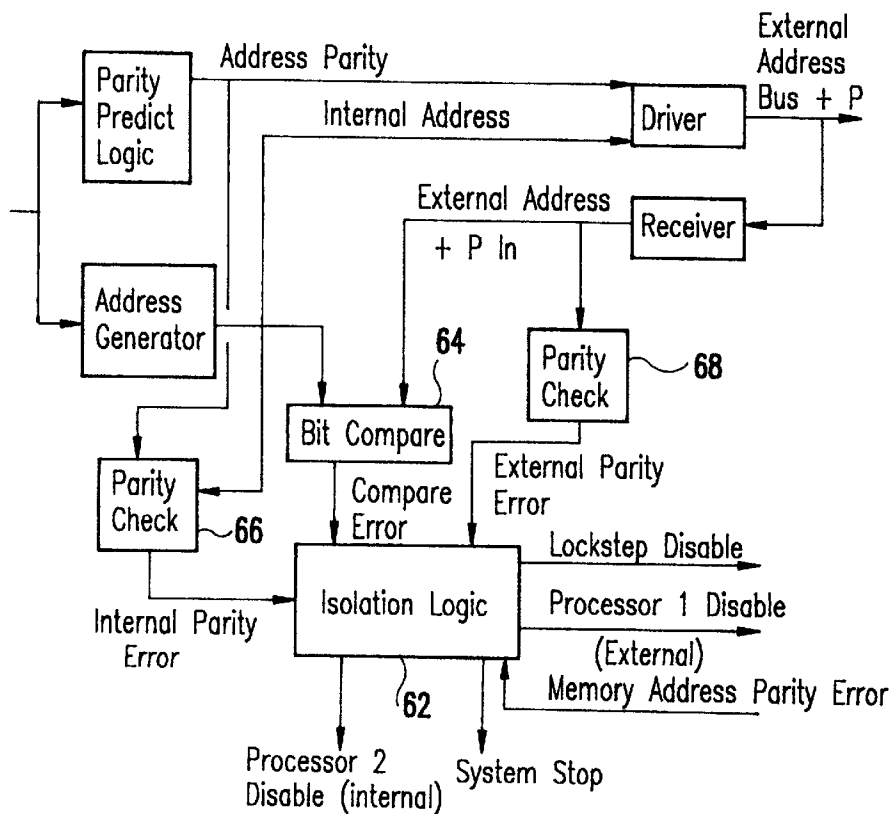 External
Address
Bus + P
Address Parity
Parity
Predict
Logic
Internal Address
Driver
External Address
+ P In
Receiver
Address
Generator
64
Parity
Check
68
Bit Compare
Parity
Check
66
Compare
Error
External Parity
Error
Lockstep Disable
Isolation Logic
Processor 1 Disable
(External)
Internal Parity
Error
Memory Address Parity Error
62
Processor 2
Disable (internal)
System Stop